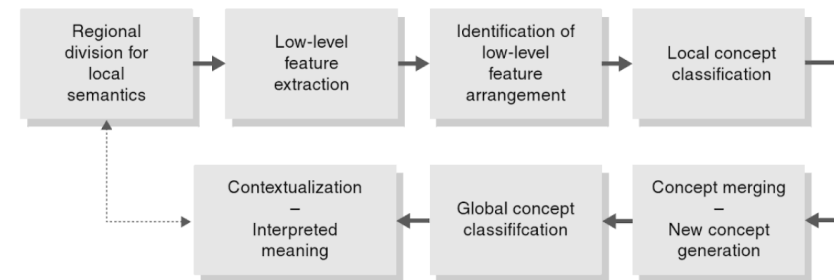 Regional
division for
local
semantics
Low-level
feature
extraction
Identification of
low-level
feature
arrangement
Local concept
classification
Contextualization
–
Interpreted
meaning
Global concept
classififcation
Concept merging
–
New concept
generation